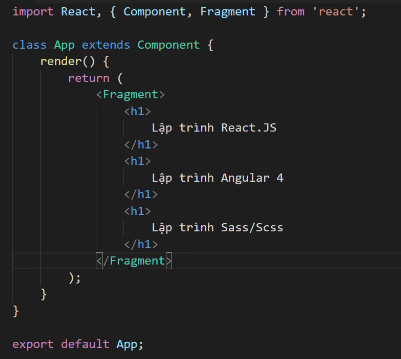 import React, { Component, Fragment } from 'react';

class App extends Component {
    render() {
        return (
            <Fragment>
                <h1>
                    Lập trình React.JS
                </h1>
                <h1>
                    Lập trình Angular 4
                </h1>
                <h1>
                    Lập trình Sass/Scss
                </h1>
            </Fragment>
        );
    }
}

export default App;